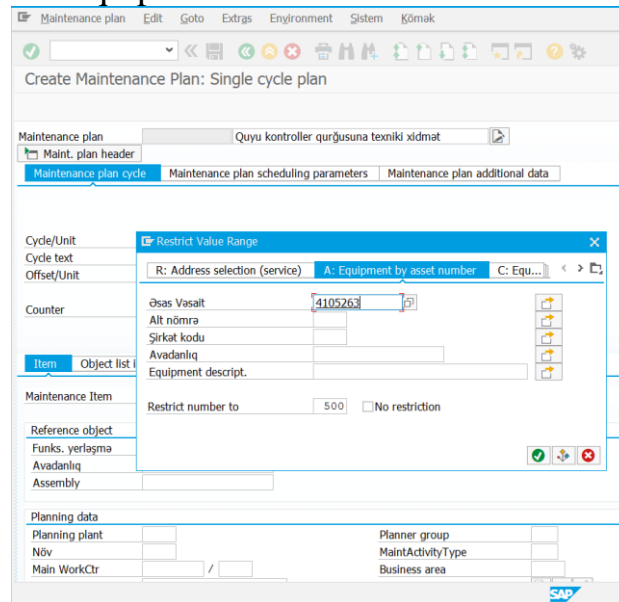 Maintenance plan Edit Goto Extras Environment Sistem Kömək
Create Maintenance Plan: Single cycle plan
Maintenance plan Quyu kontroller qurğusuna texniki xidmət
Maint. plan header
Maintenance plan cycle Maintenance plan scheduling parameters Maintenance plan additional data
Cycle/Unit
Cycle text
Offset/Unit
Counter
Restrict Value Range
R: Address selection (service) A: Equipment by asset number C: Equ...
Əsas Vəsait 4105263
Alt nömrə
Şirkət kodu
Avadanlıq
Equipment descript.
Restrict number to 500 No restriction
Item Object list i
Maintenance Item
Reference object
Funks. yerləşmə
Avadanlıq
Assembly
Planning data
Planning plant Planner group
Növ MaintActivityType
Main WorkCtr / Business area
SAP